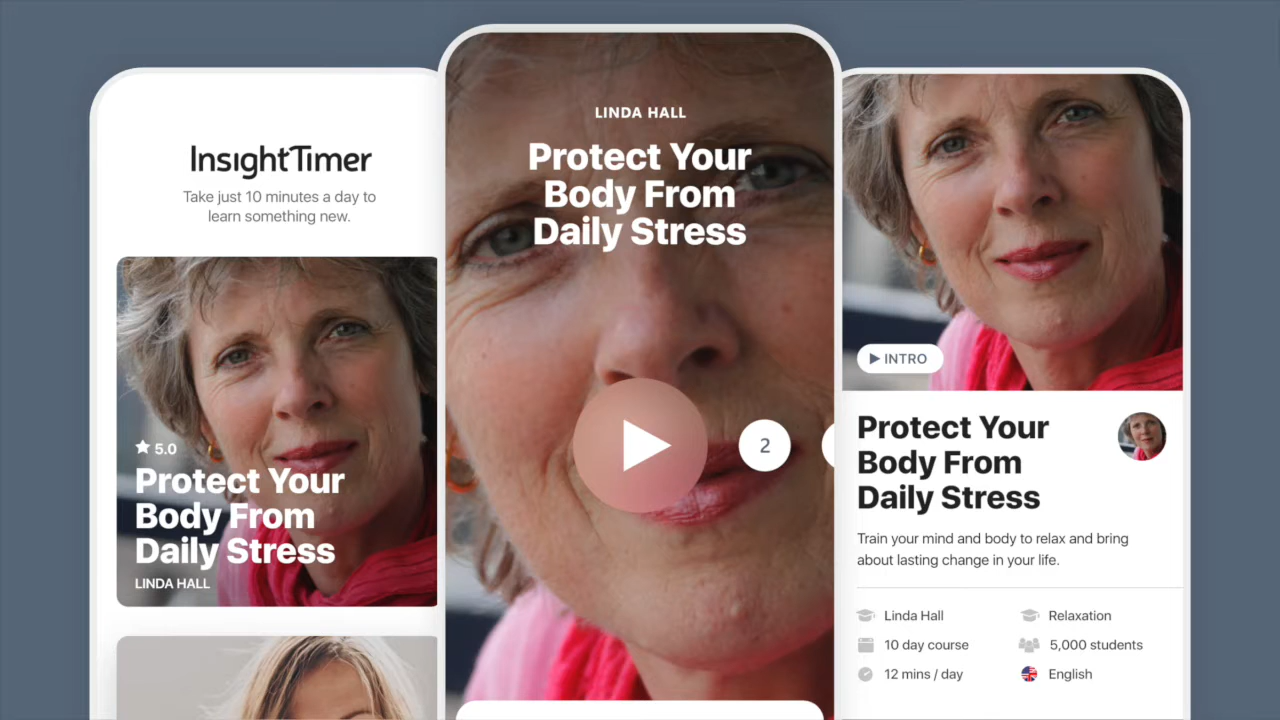 InsightTimer
Take just 10 minutes a day to
learn something new.
5.0
Protect Your
Body From
Daily Stress
LINDA HALL
LINDA HALL
Protect Your
Body From
Daily Stress
2
INTRO
Protect Your
Body From
Daily Stress
Train your mind and body to relax and bring
about lasting change in your life.
Linda Hall
Relaxation
10 day course
5,000 students
12 mins / day
English